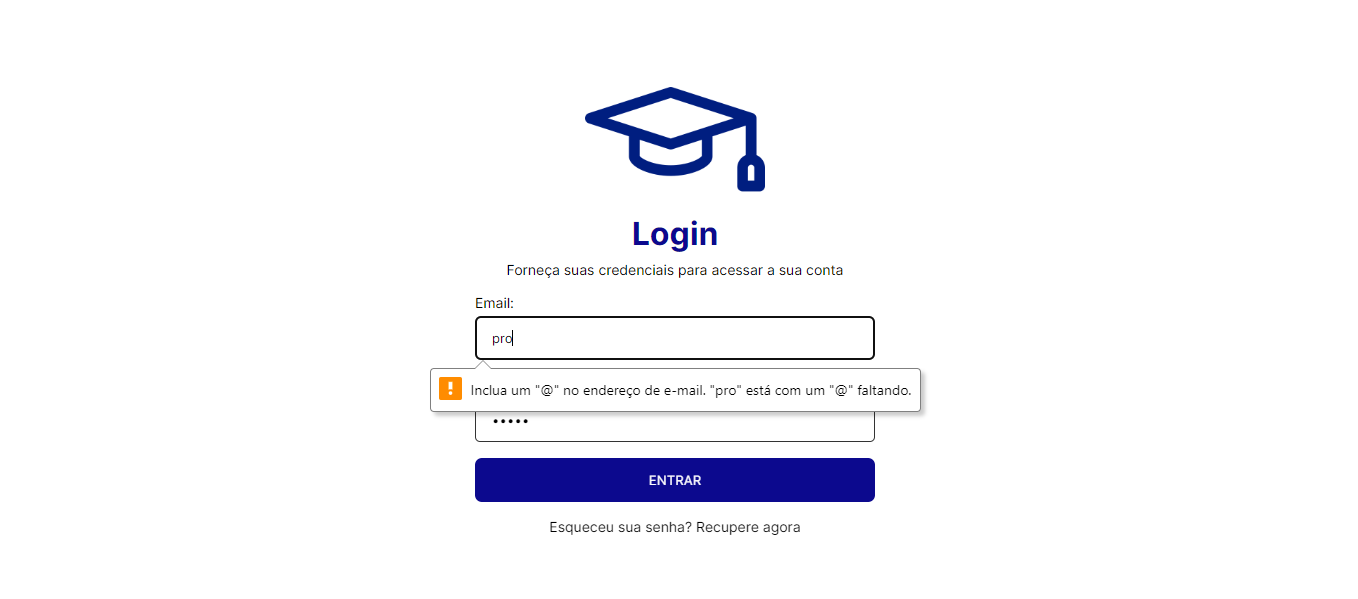 Login
Forneça suas credenciais para acessar a sua conta
Email:
pro
Inclua um "@" no endereço de e-mail. "pro" está com um "@" faltando.
•••••
ENTRAR
Esqueceu sua senha? Recupere agora